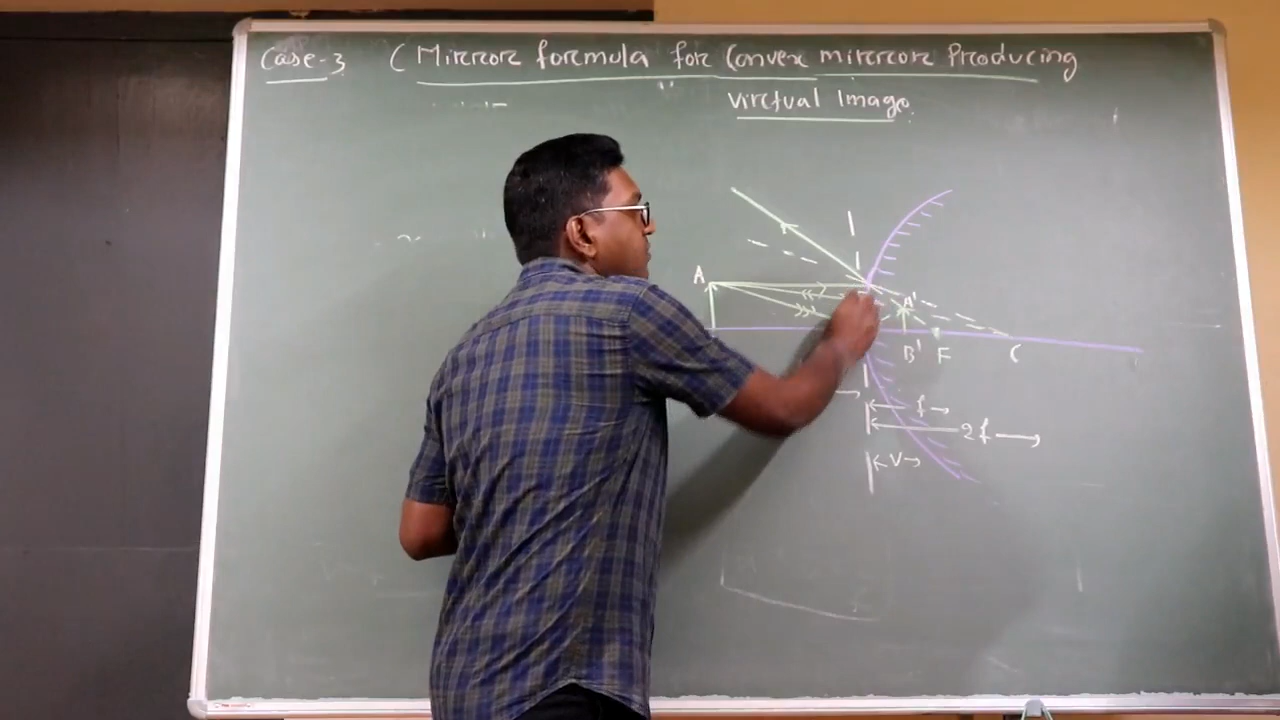 Case-3 ( Mirror formula for Convex mirror Producing
Virtual Image.
A
A'
B' F C
f
2f
V